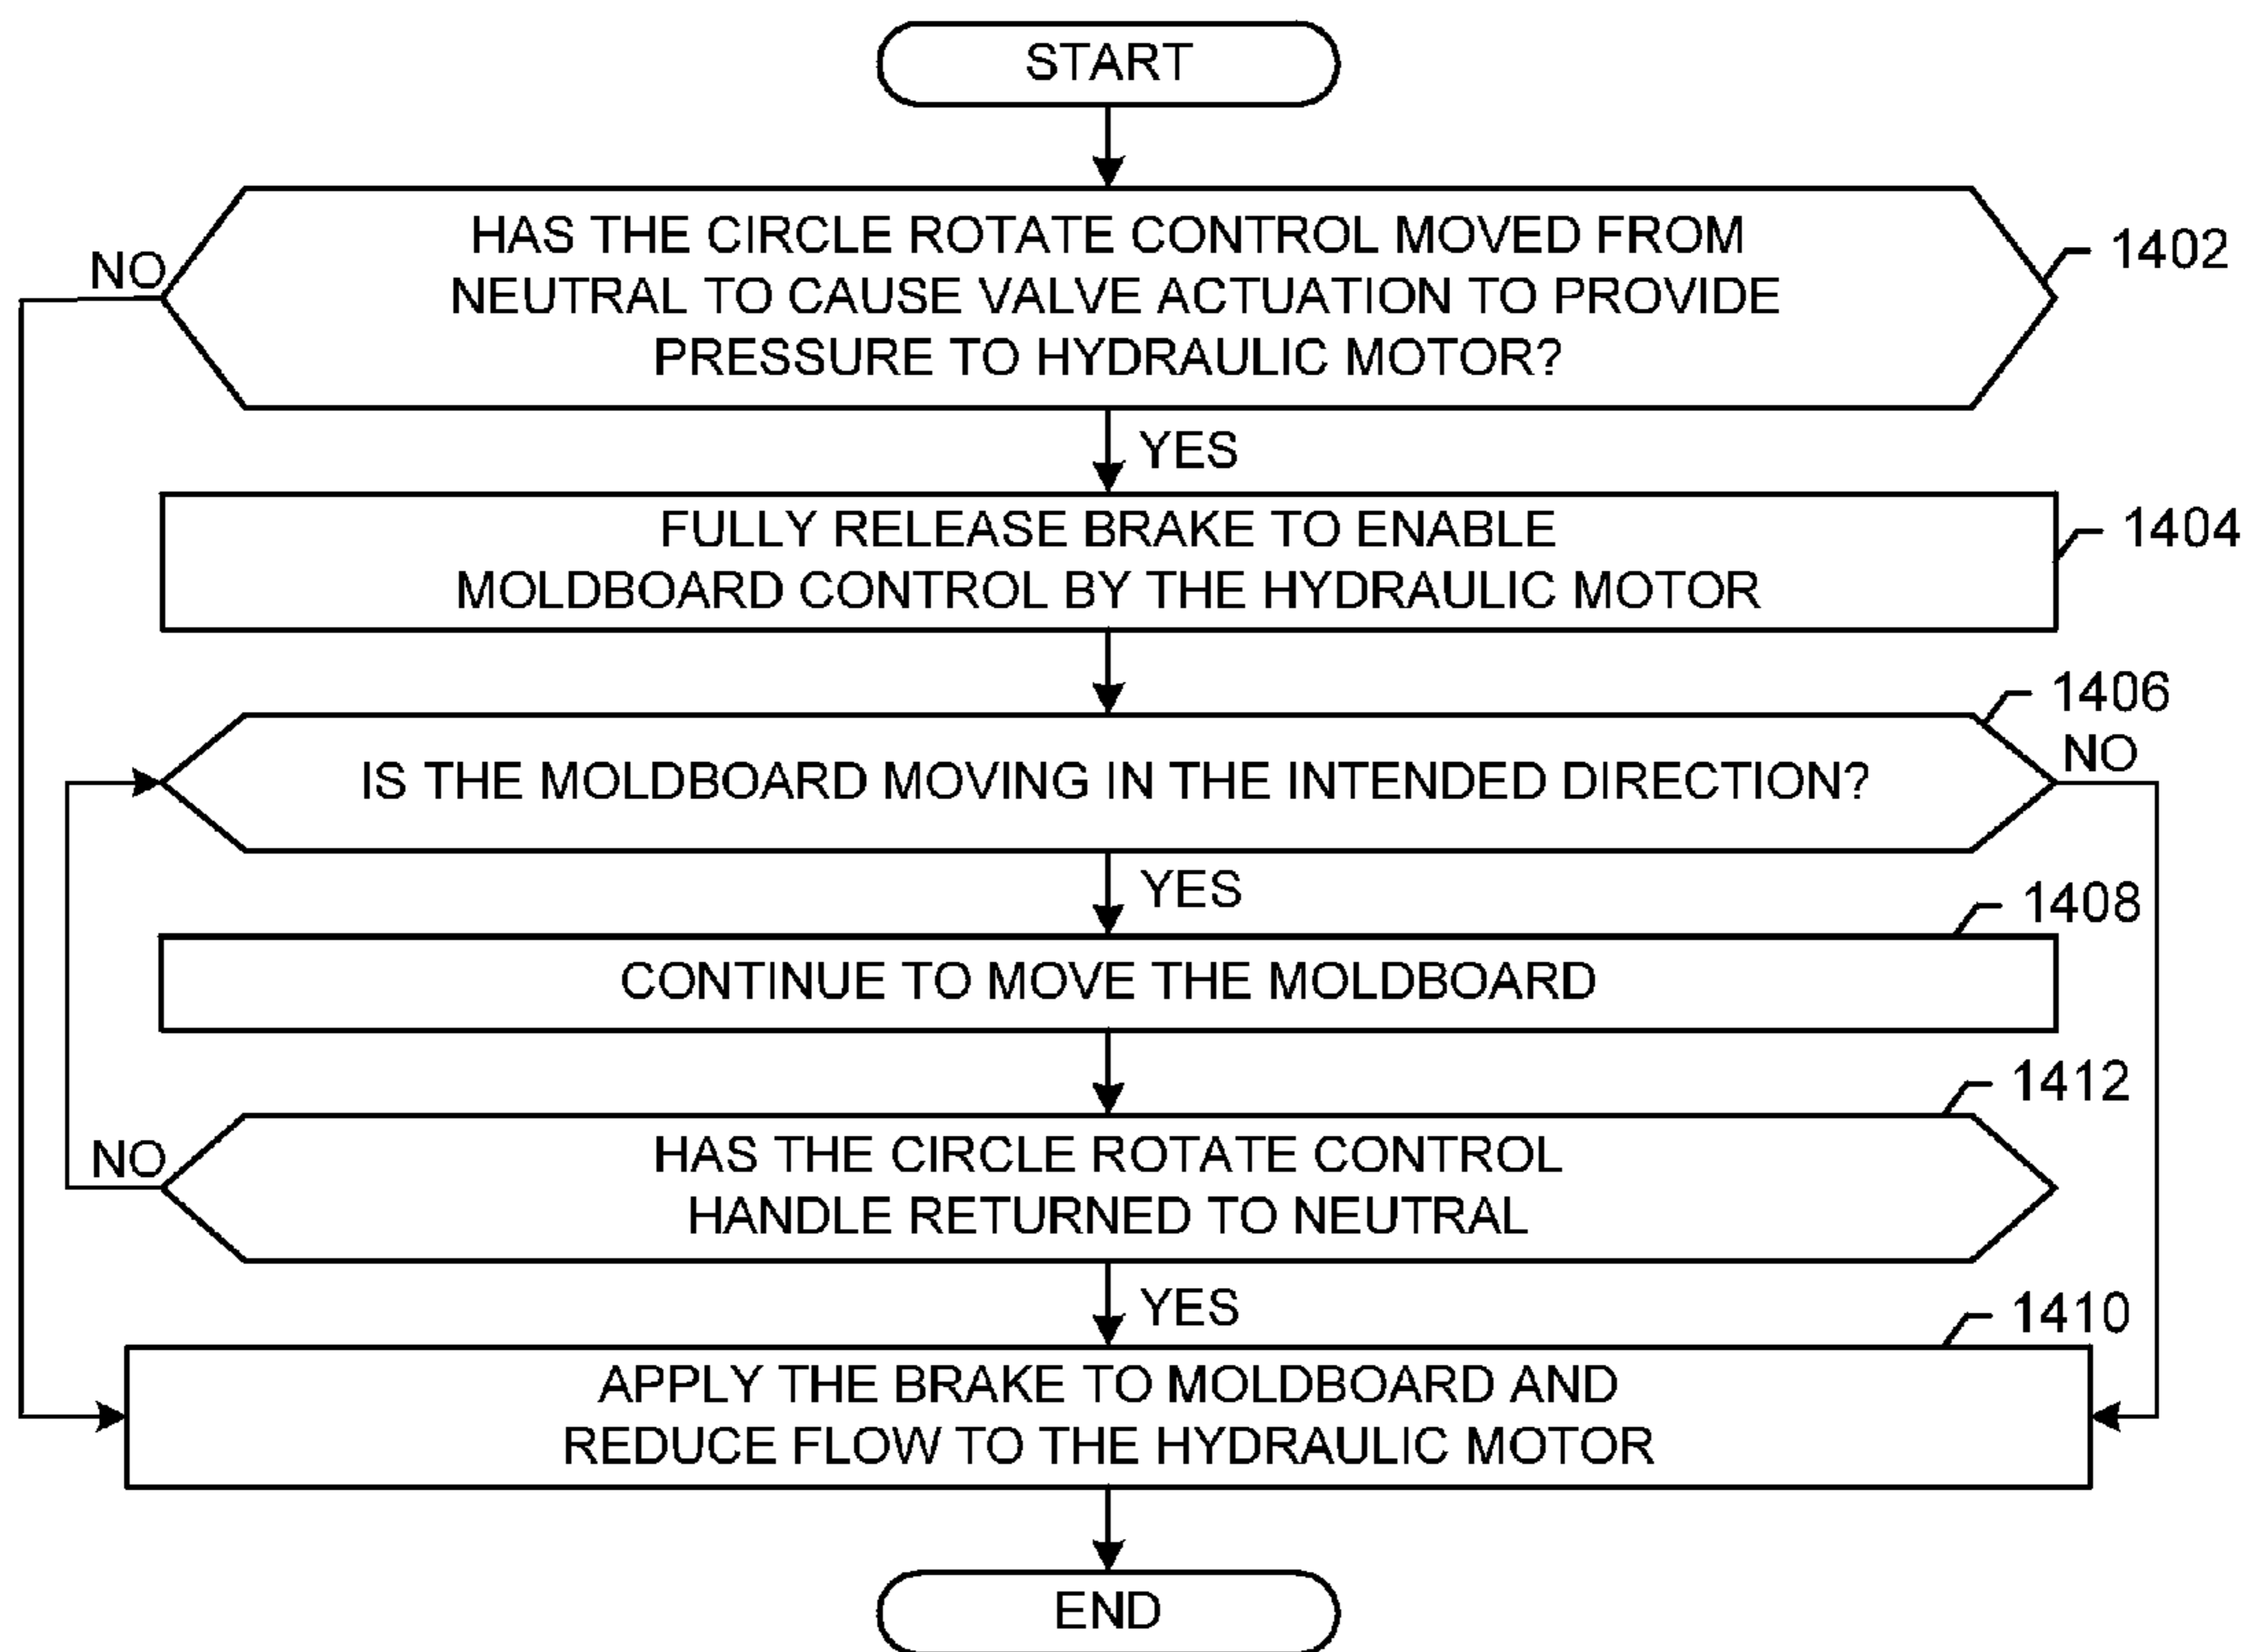 START
HAS THE CIRCLE ROTATE CONTROL MOVED FROM
NEUTRAL TO CAUSE VALVE ACTUATION TO PROVIDE
PRESSURE TO HYDRAULIC MOTOR?
1402
NO
YES
FULLY RELEASE BRAKE TO ENABLE
MOLDBOARD CONTROL BY THE HYDRAULIC MOTOR
1404
1406
IS THE MOLDBOARD MOVING IN THE INTENDED DIRECTION?
NO
YES
1408
CONTINUE TO MOVE THE MOLDBOARD
1412
HAS THE CIRCLE ROTATE CONTROL
HANDLE RETURNED TO NEUTRAL
NO
YES
1410
APPLY THE BRAKE TO MOLDBOARD AND
REDUCE FLOW TO THE HYDRAULIC MOTOR
END